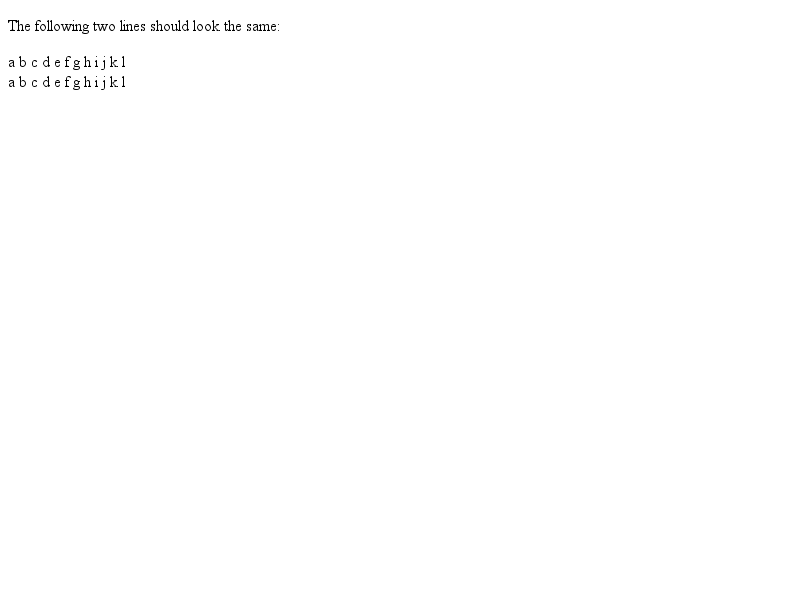 The following two lines should look the same:
a b c d e f g h i j k l
a b c d e f g h i j k l